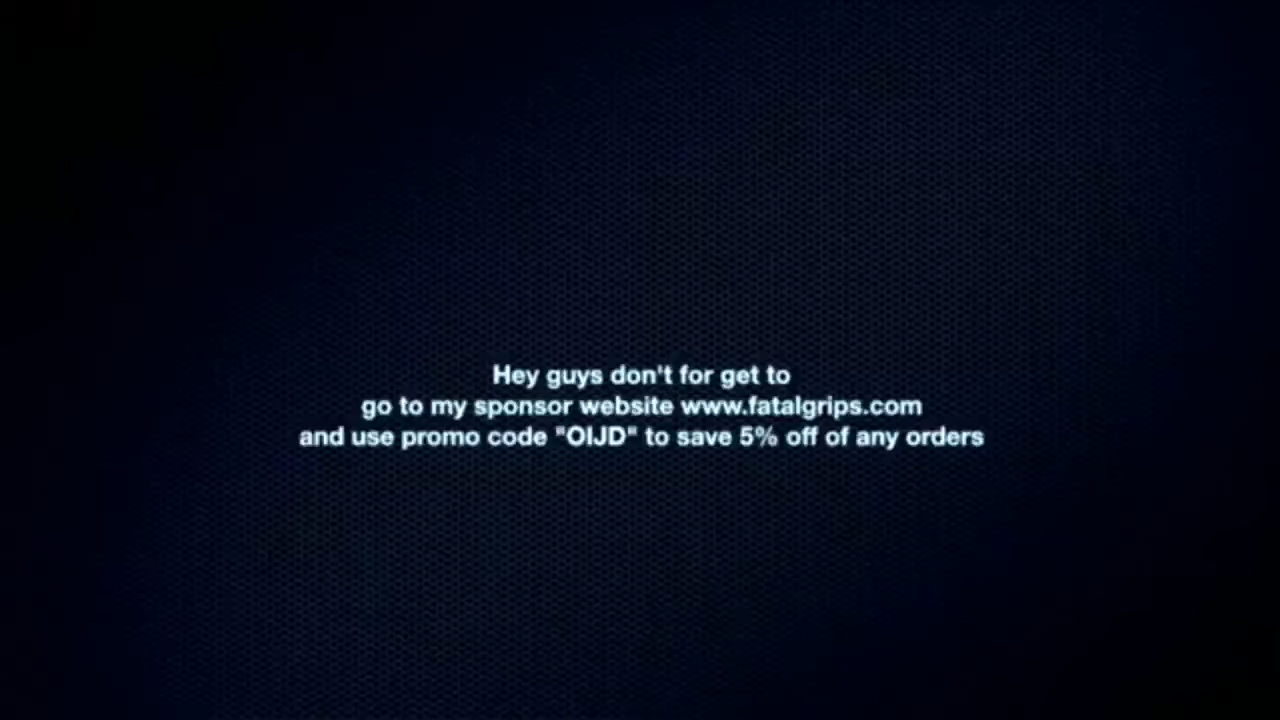 Hey guys don't for get to
go to my sponsor website www.fatalgrips.com
and use promo code "OIJD" to save 5% off of any orders